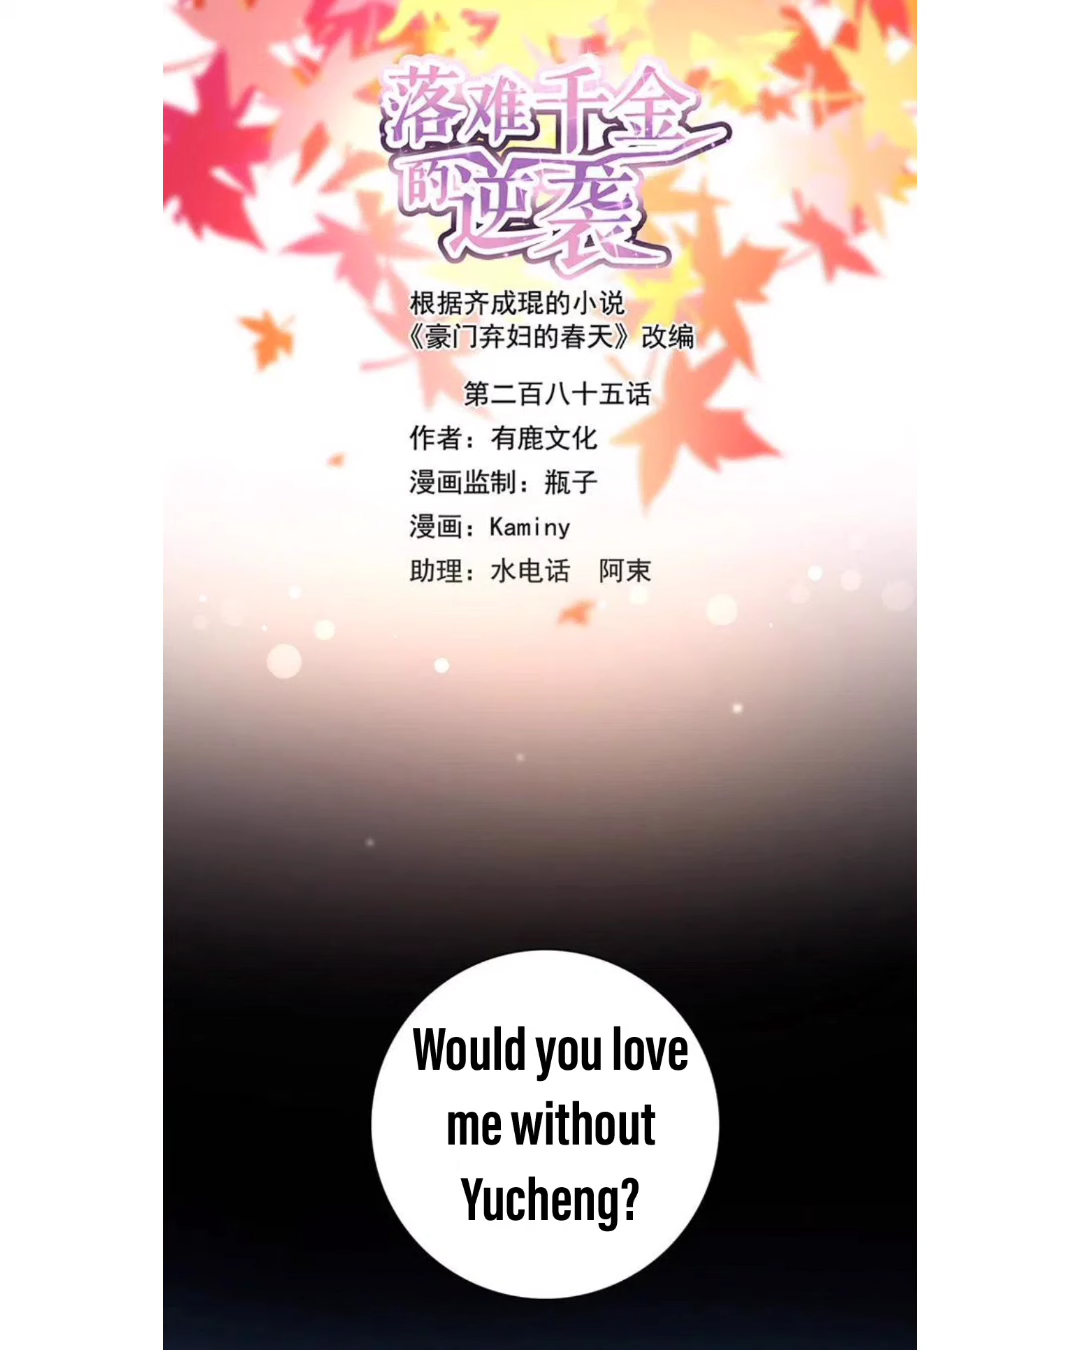 落难千金
的逆袭
根据齐成琨的小说
《豪门弃妇的春天》改编
第二百八十五话
作者：有鹿文化
漫画监制：瓶子
漫画：Kaminy
助理：水电话 阿束
Would you love
me without
Yucheng?